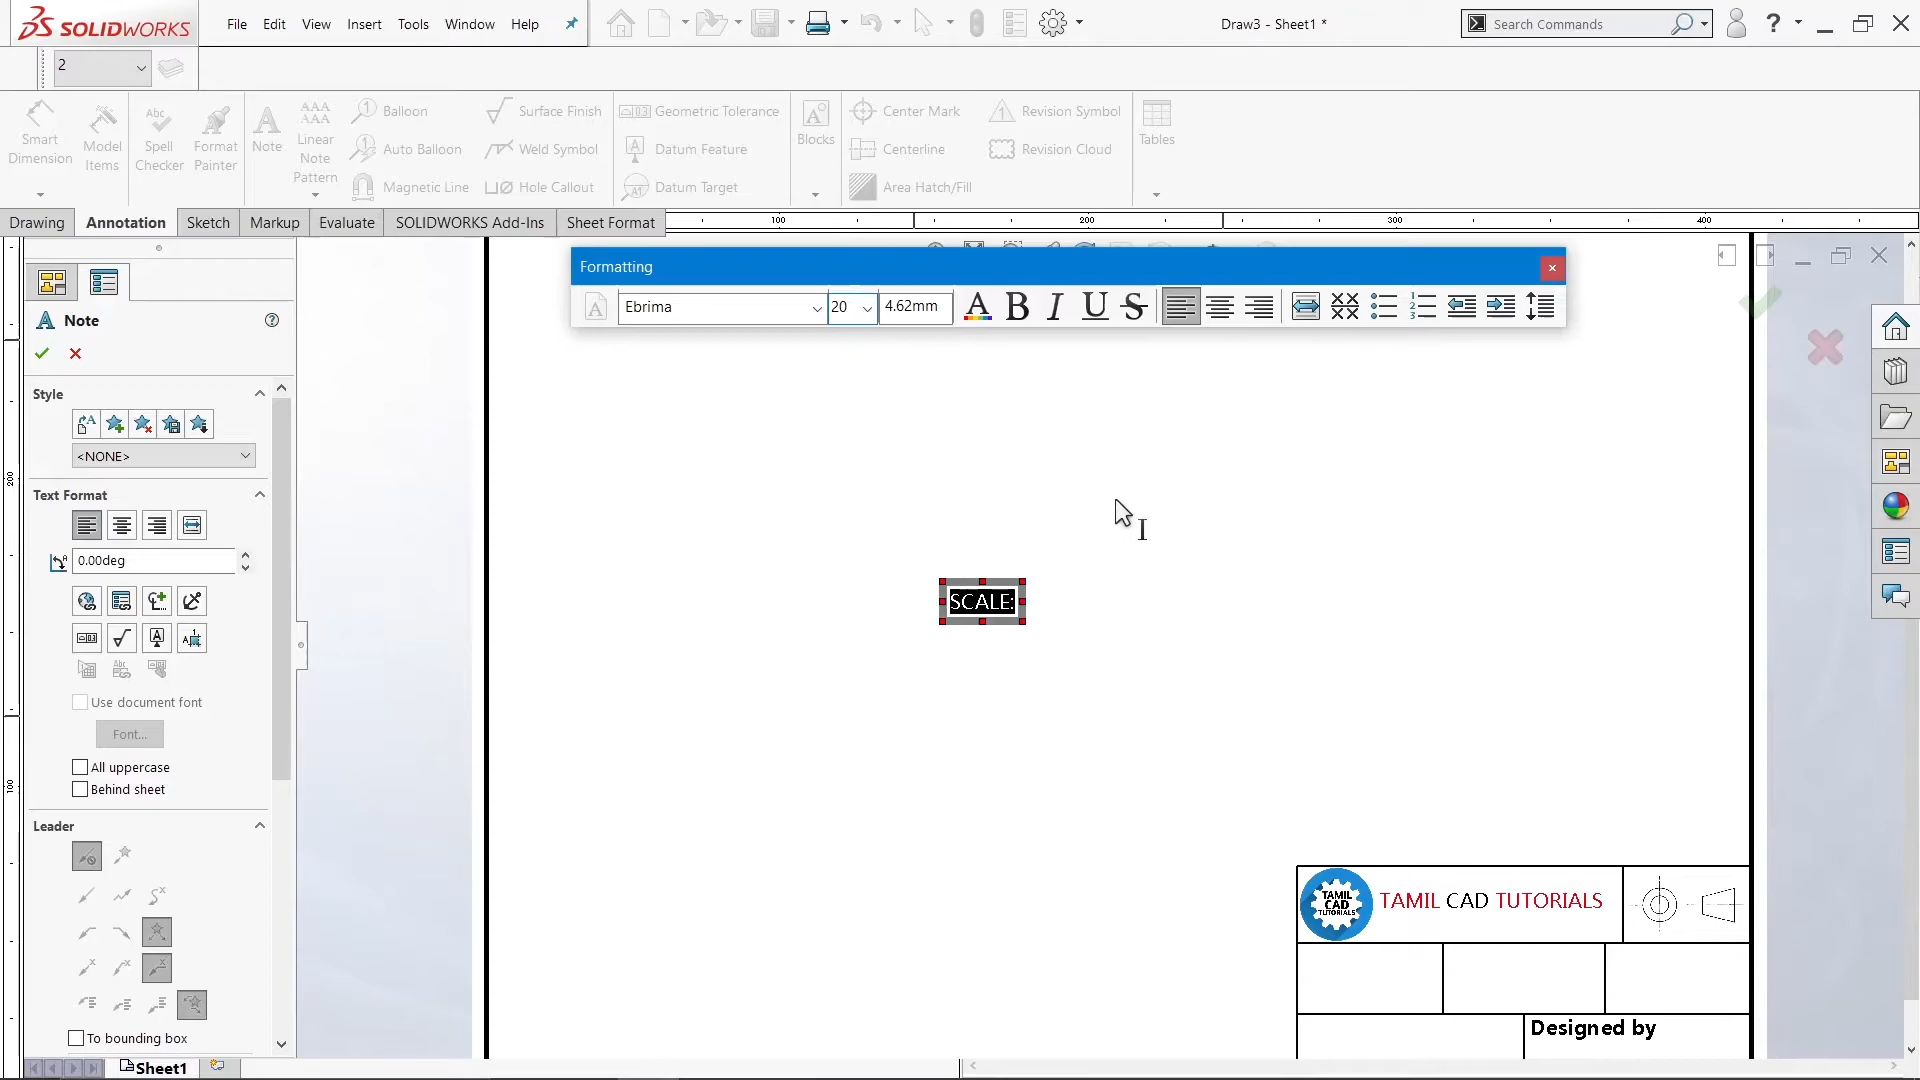 SOLIDWORKS File Edit View Insert Tools Window Help Draw3 - Sheet1 * Search Commands ?
2
Smart Dimension
Model Items
Spell Checker
Format Painter
Note
Linear Note Pattern
Balloon
Auto Balloon
Magnetic Line
Surface Finish
Weld Symbol
Hole Callout
Geometric Tolerance
Datum Feature
Datum Target
Blocks
Center Mark
Centerline
Area Hatch/Fill
Revision Symbol
Revision Cloud
Tables
Drawing Annotation Sketch Markup Evaluate SOLIDWORKS Add-Ins Sheet Format
100 200 300 400
Formatting
Ebrima 20 4.62mm A B I U S
Note
Style
<NONE>
Text Format
0.00deg
Use document font
Font...
All uppercase
Behind sheet
Leader
To bounding box
Sheet1
200
100
SCALE:
TAMIL
CAD
TUTORIALS
TAMIL CAD TUTORIALS
Designed by